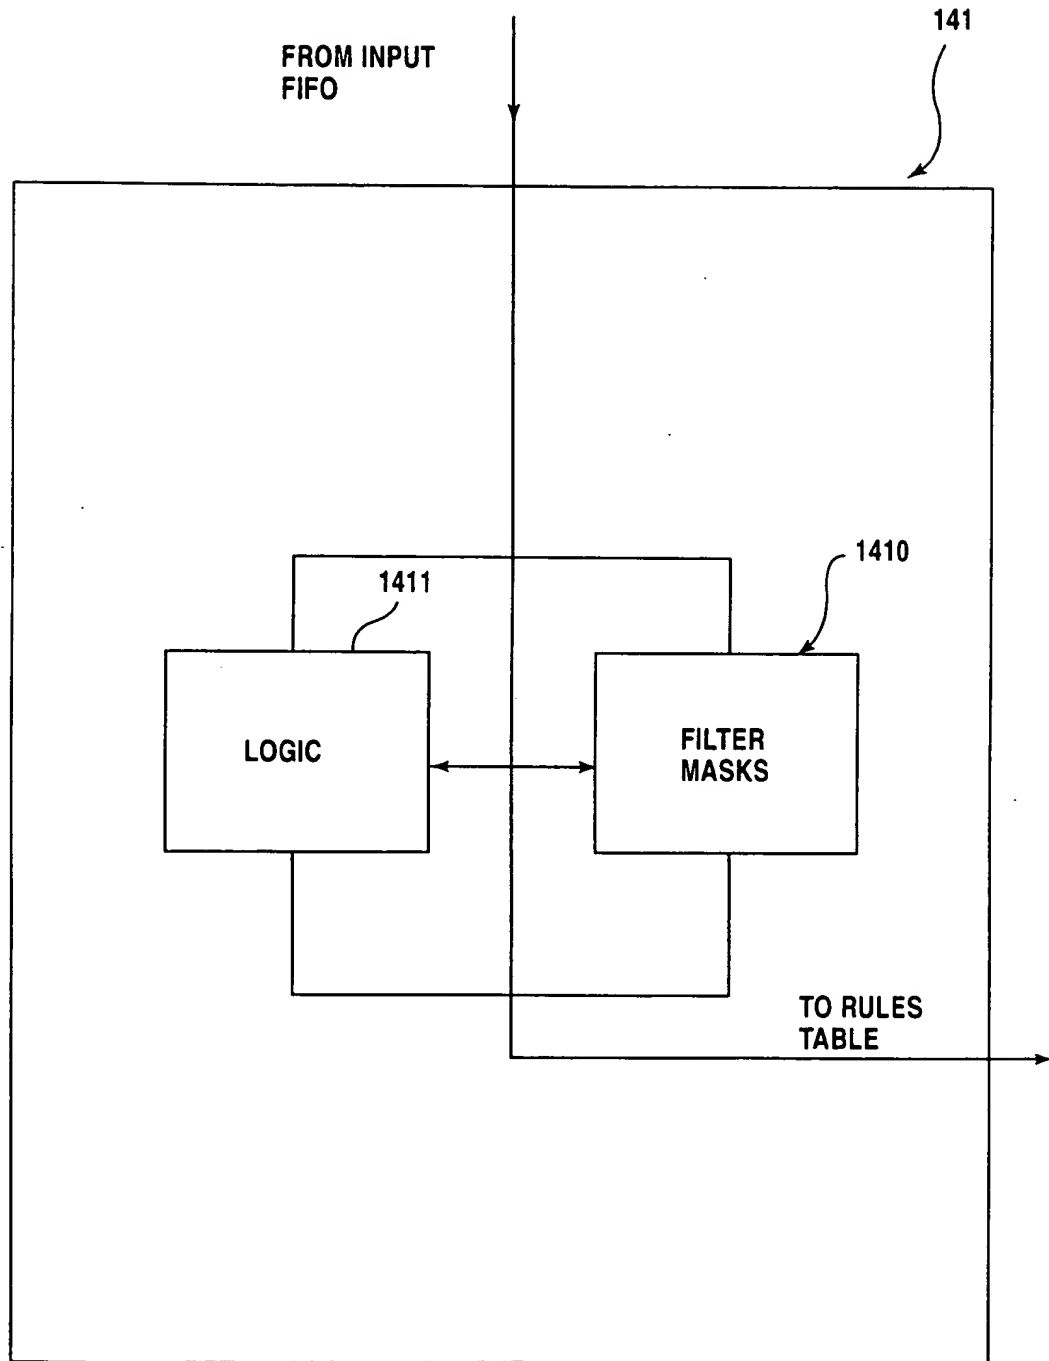 141
FROM INPUT
FIFO
1410
1411
LOGIC
FILTER
MASKS
TO RULES
TABLE